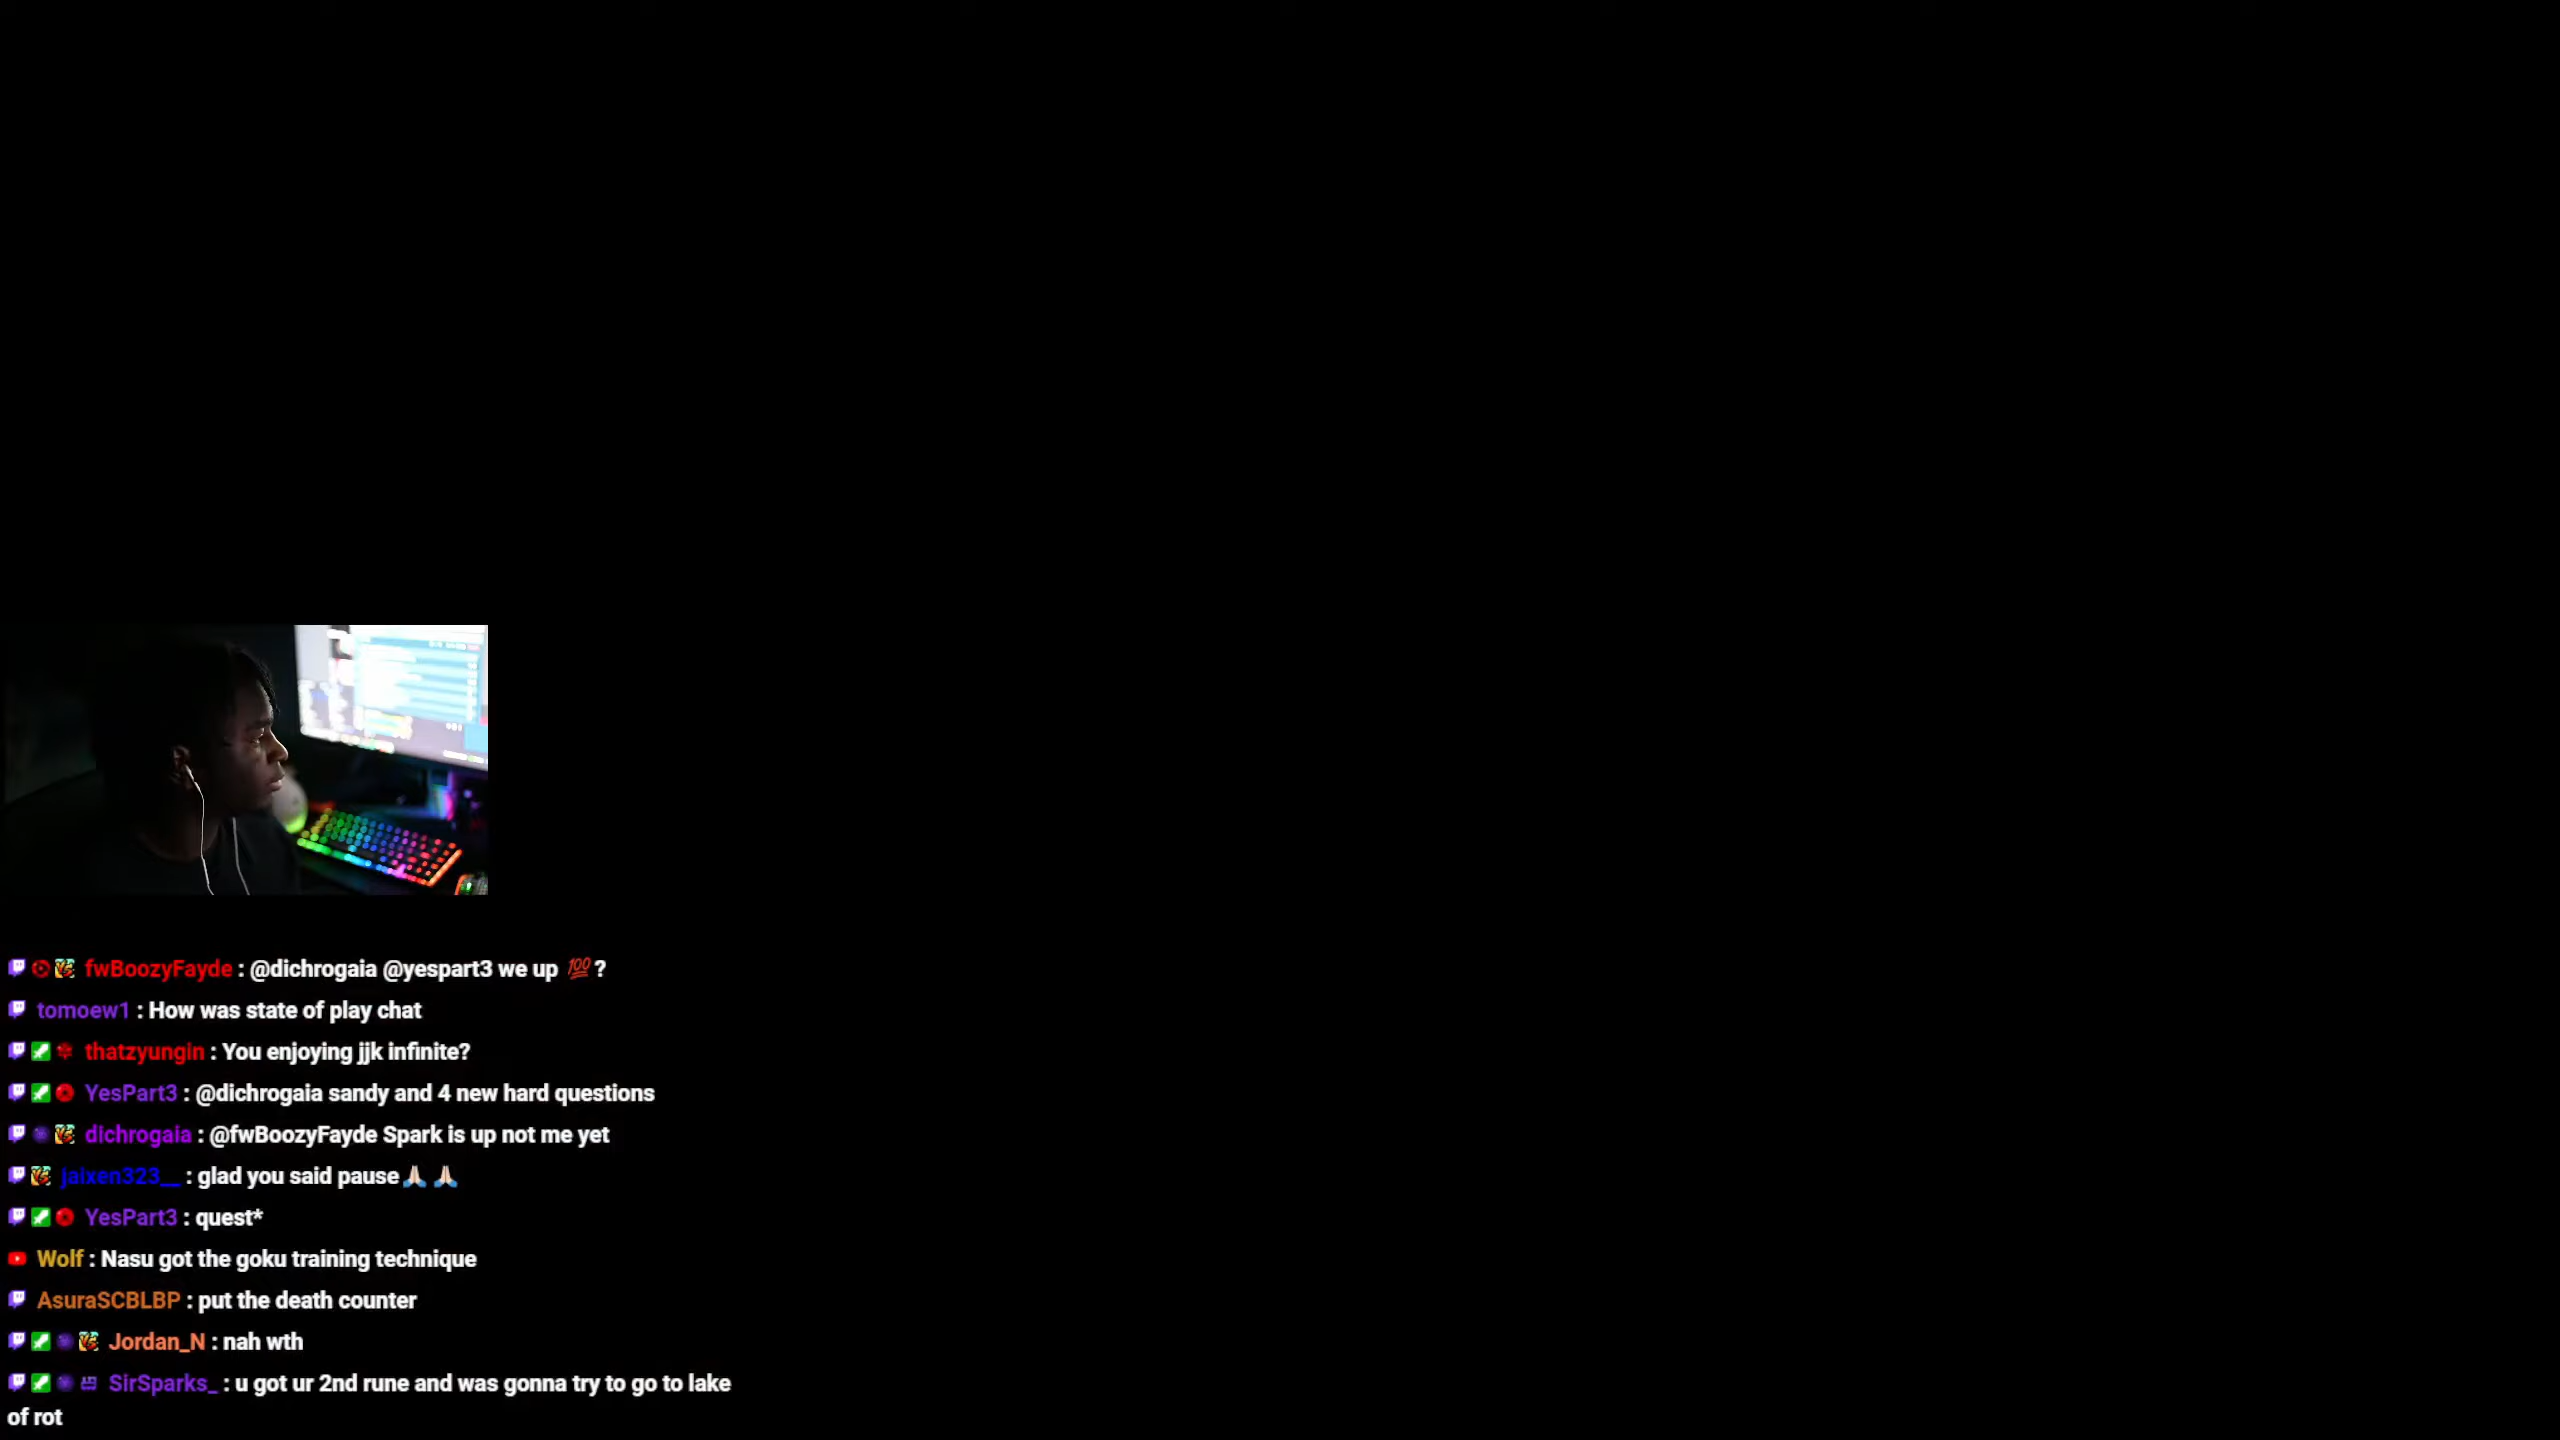 fwBoozyFayde : @dichrogaia @yespart3 we up 💯 ?
tomoew1 : How was state of play chat
thatzyungin : You enjoying jjk infinite?
YesPart3 : @dichrogaia sandy and 4 new hard questions
dichrogaia : @fwBoozyFayde Spark is up not me yet
jaixen323__ : glad you said pause🙏🏻 🙏🏻
YesPart3 : quest*
Wolf : Nasu got the goku training technique
AsuraSCBLBP : put the death counter
Jordan_N : nah wth
SirSparks_ : u got ur 2nd rune and was gonna try to go to lake
of rot